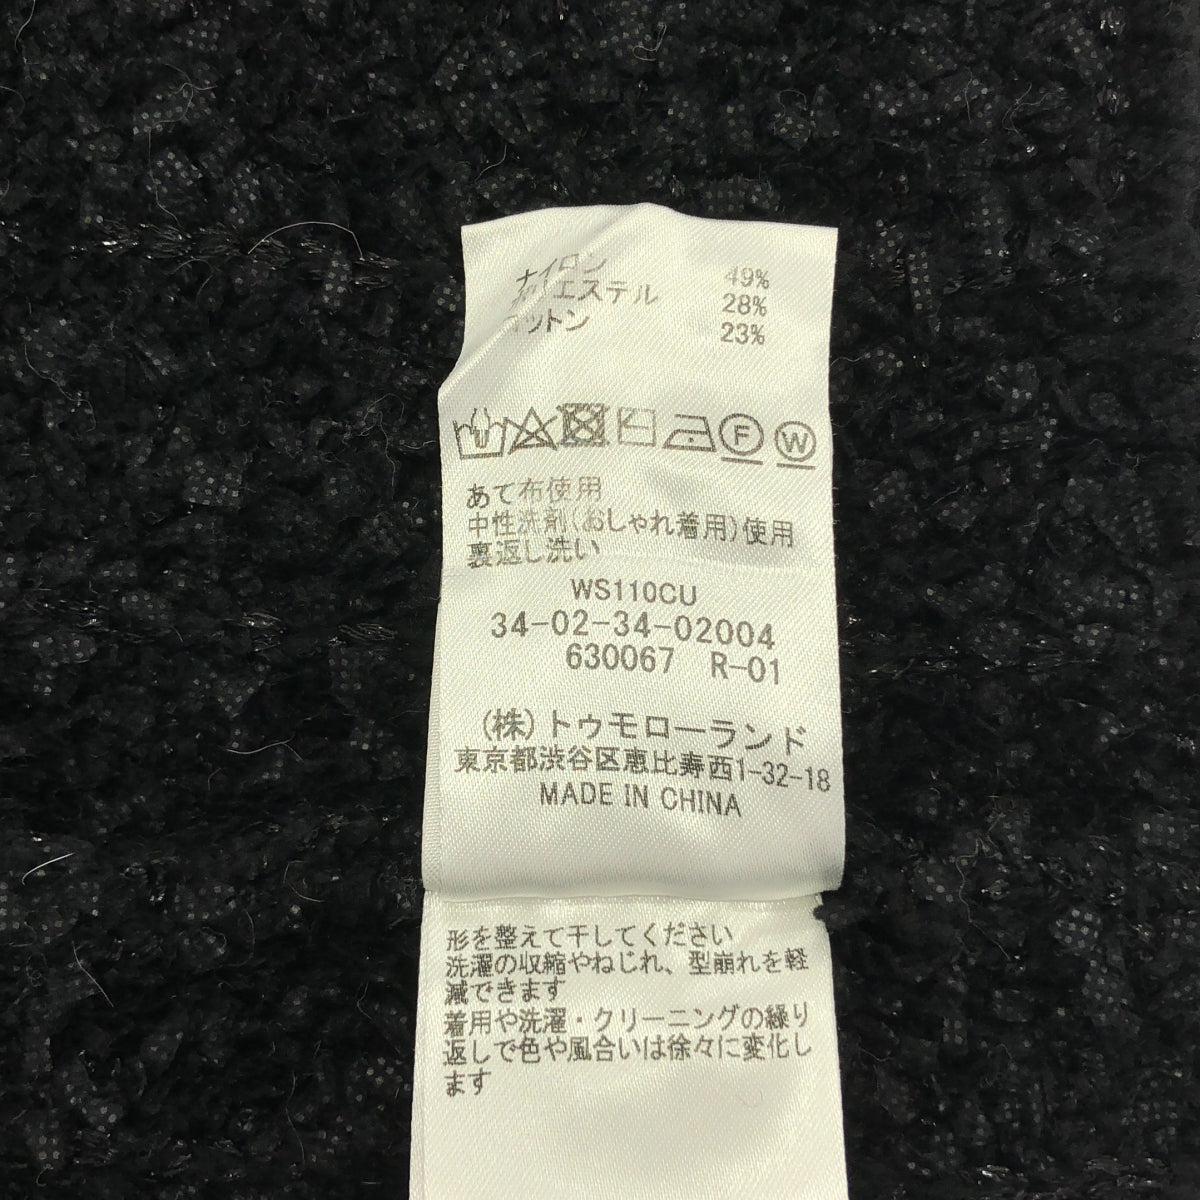 ナイロン 49%
ポリエステル 28%
コットン 23%
F W
あて布使用
中性洗剤(おしゃれ着用)使用
裏返し洗い
WS110CU
34-02-34-02004
630067 R-01
(株)トゥモローランド
東京都渋谷区恵比寿西1-32-18
MADE IN CHINA
形を整えて干してください
洗濯の収縮やねじれ、型崩れを軽
減できます
着用や洗濯・クリーニングの繰り
返しで色や風合いは徐々に変化し
ます